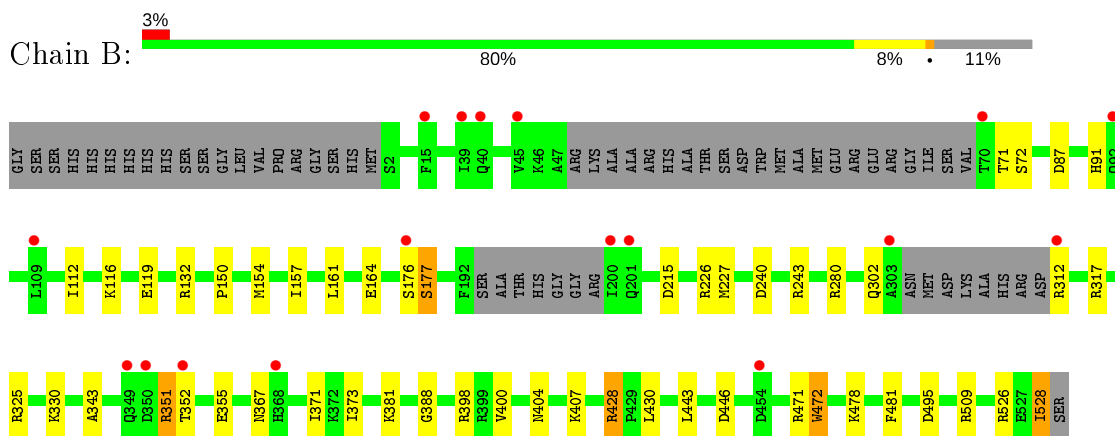 3%
Chain B:
80% 8% • 11%
GLY SER SER HIS HIS HIS HIS HIS HIS SER SER GLY LEU VAL PRO ARG GLY SER HIS MET S2 F15 I39 Q40 V45 K46 A47 ARG LYS ALA ALA ARG HIS ALA THR SER ASP TRP MET ALA MET GLU ARG GLU ARG GLY ILE SER VAL T70 T71 S72 D87 H91
L109 I112 K116 E119 R132 P150 M154 I157 L161 E164 S176 S177 F192 SER ALA THR HIS GLY GLY ARG I200 Q201 D215 R226 M227 D240 R243 R280 Q302 A303 ASN MET ASP LYS ALA HIS ARG ASP R312 R317
R325 K330 A343 Q349 D350 R351 T352 E355 N367 H368 I371 K372 I373 K381 G388 R398 R399 V400 N404 K407 R428 P429 L430 L443 D446 D454 R471 W472 K478 F481 D495 R509 R526 E527 I528 SER